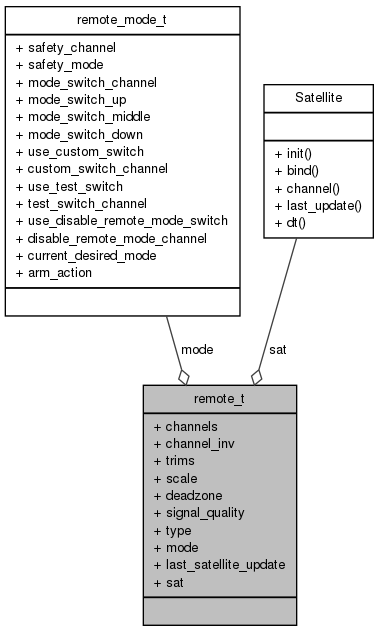 remote_mode_t
+ safety_channel
+ safety_mode
+ mode_switch_channel
+ mode_switch_up
+ mode_switch_middle
+ mode_switch_down
+ use_custom_switch
+ custom_switch_channel
+ use_test_switch
+ test_switch_channel
+ use_disable_remote_mode_switch
+ disable_remote_mode_channel
+ current_desired_mode
+ arm_action
Satellite
+ init()
+ bind()
+ channel()
+ last_update()
+ dt()
mode
sat
remote_t
+ channels
+ channel_inv
+ trims
+ scale
+ deadzone
+ signal_quality
+ type
+ mode
+ last_satellite_update
+ sat